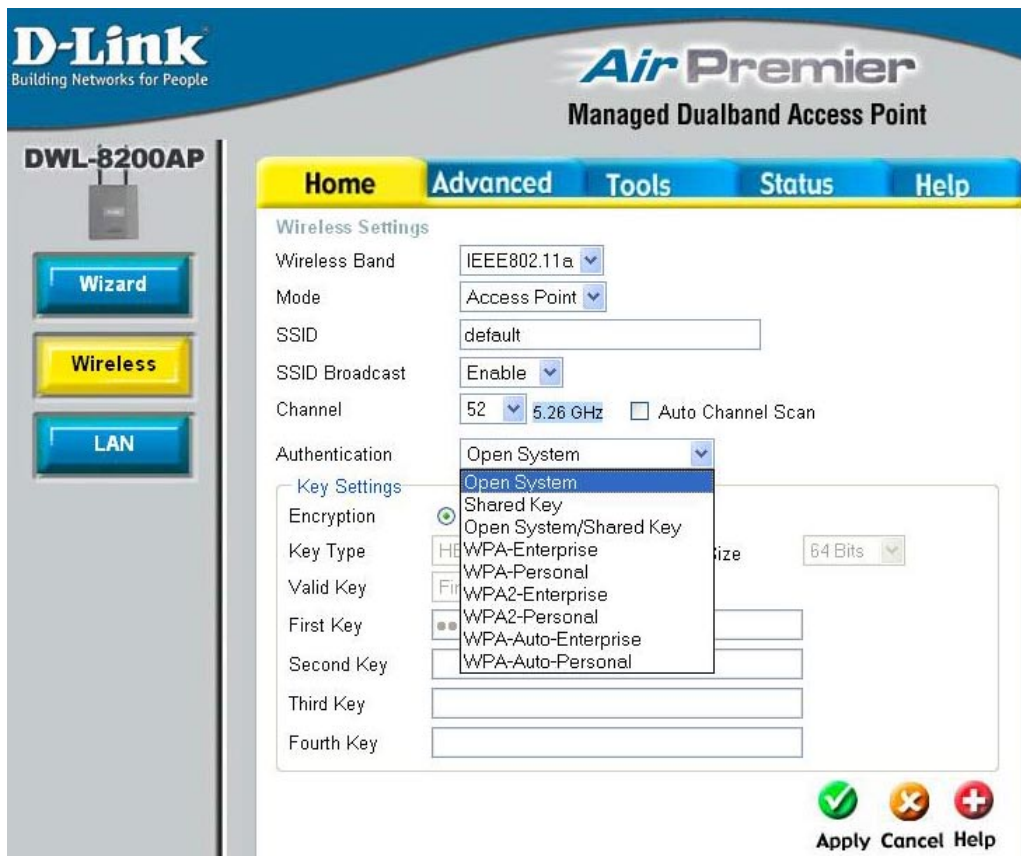 D-Link
Building Networks for People
Air Premier
Managed Dualband Access Point
DWL-8200AP
Home Advanced Tools Status Help
Wizard
Wireless
LAN
Wireless Settings
Wireless Band IEEE802.11a
Mode Access Point
SSID default
SSID Broadcast Enable
Channel 52 5.26 GHz Auto Channel Scan
Authentication Open System
Open System
Shared Key
Open System/Shared Key
WPA-Enterprise
WPA-Personal
WPA2-Enterprise
WPA2-Personal
WPA-Auto-Enterprise
WPA-Auto-Personal
Key Settings
Encryption
Key Type 64 Bits
Valid Key
First Key
Second Key
Third Key
Fourth Key
Apply Cancel Help